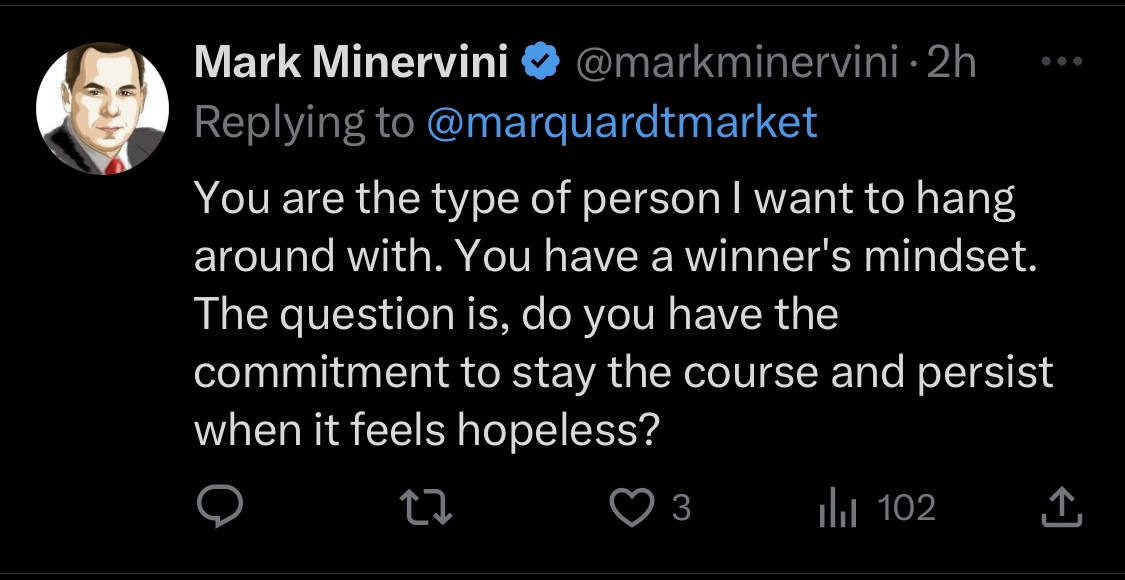 Mark Minervini @markminervini · 2h
Replying to @marquardtmarket
You are the type of person I want to hang
around with. You have a winner's mindset.
The question is, do you have the
commitment to stay the course and persist
when it feels hopeless?
3 102